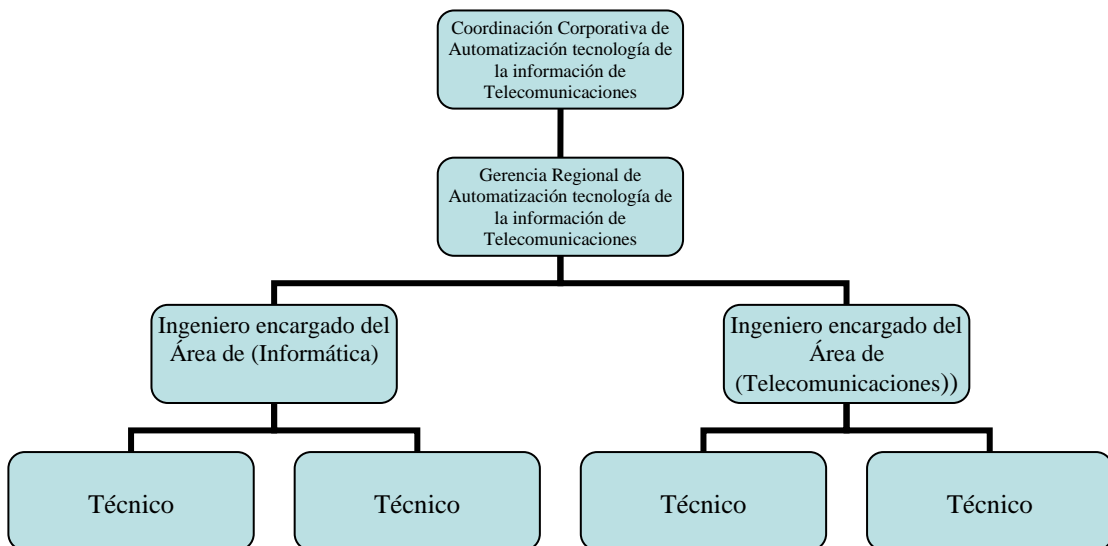 Coordinación Corporativa de
Automatización tecnología de
la información de
Telecomunicaciones
Gerencia Regional de
Automatización tecnología de
la información de
Telecomunicaciones
Ingeniero encargado del
Área de (Informática)
Ingeniero encargado del
Área de
(Telecomunicaciones))
Técnico
Técnico
Técnico
Técnico